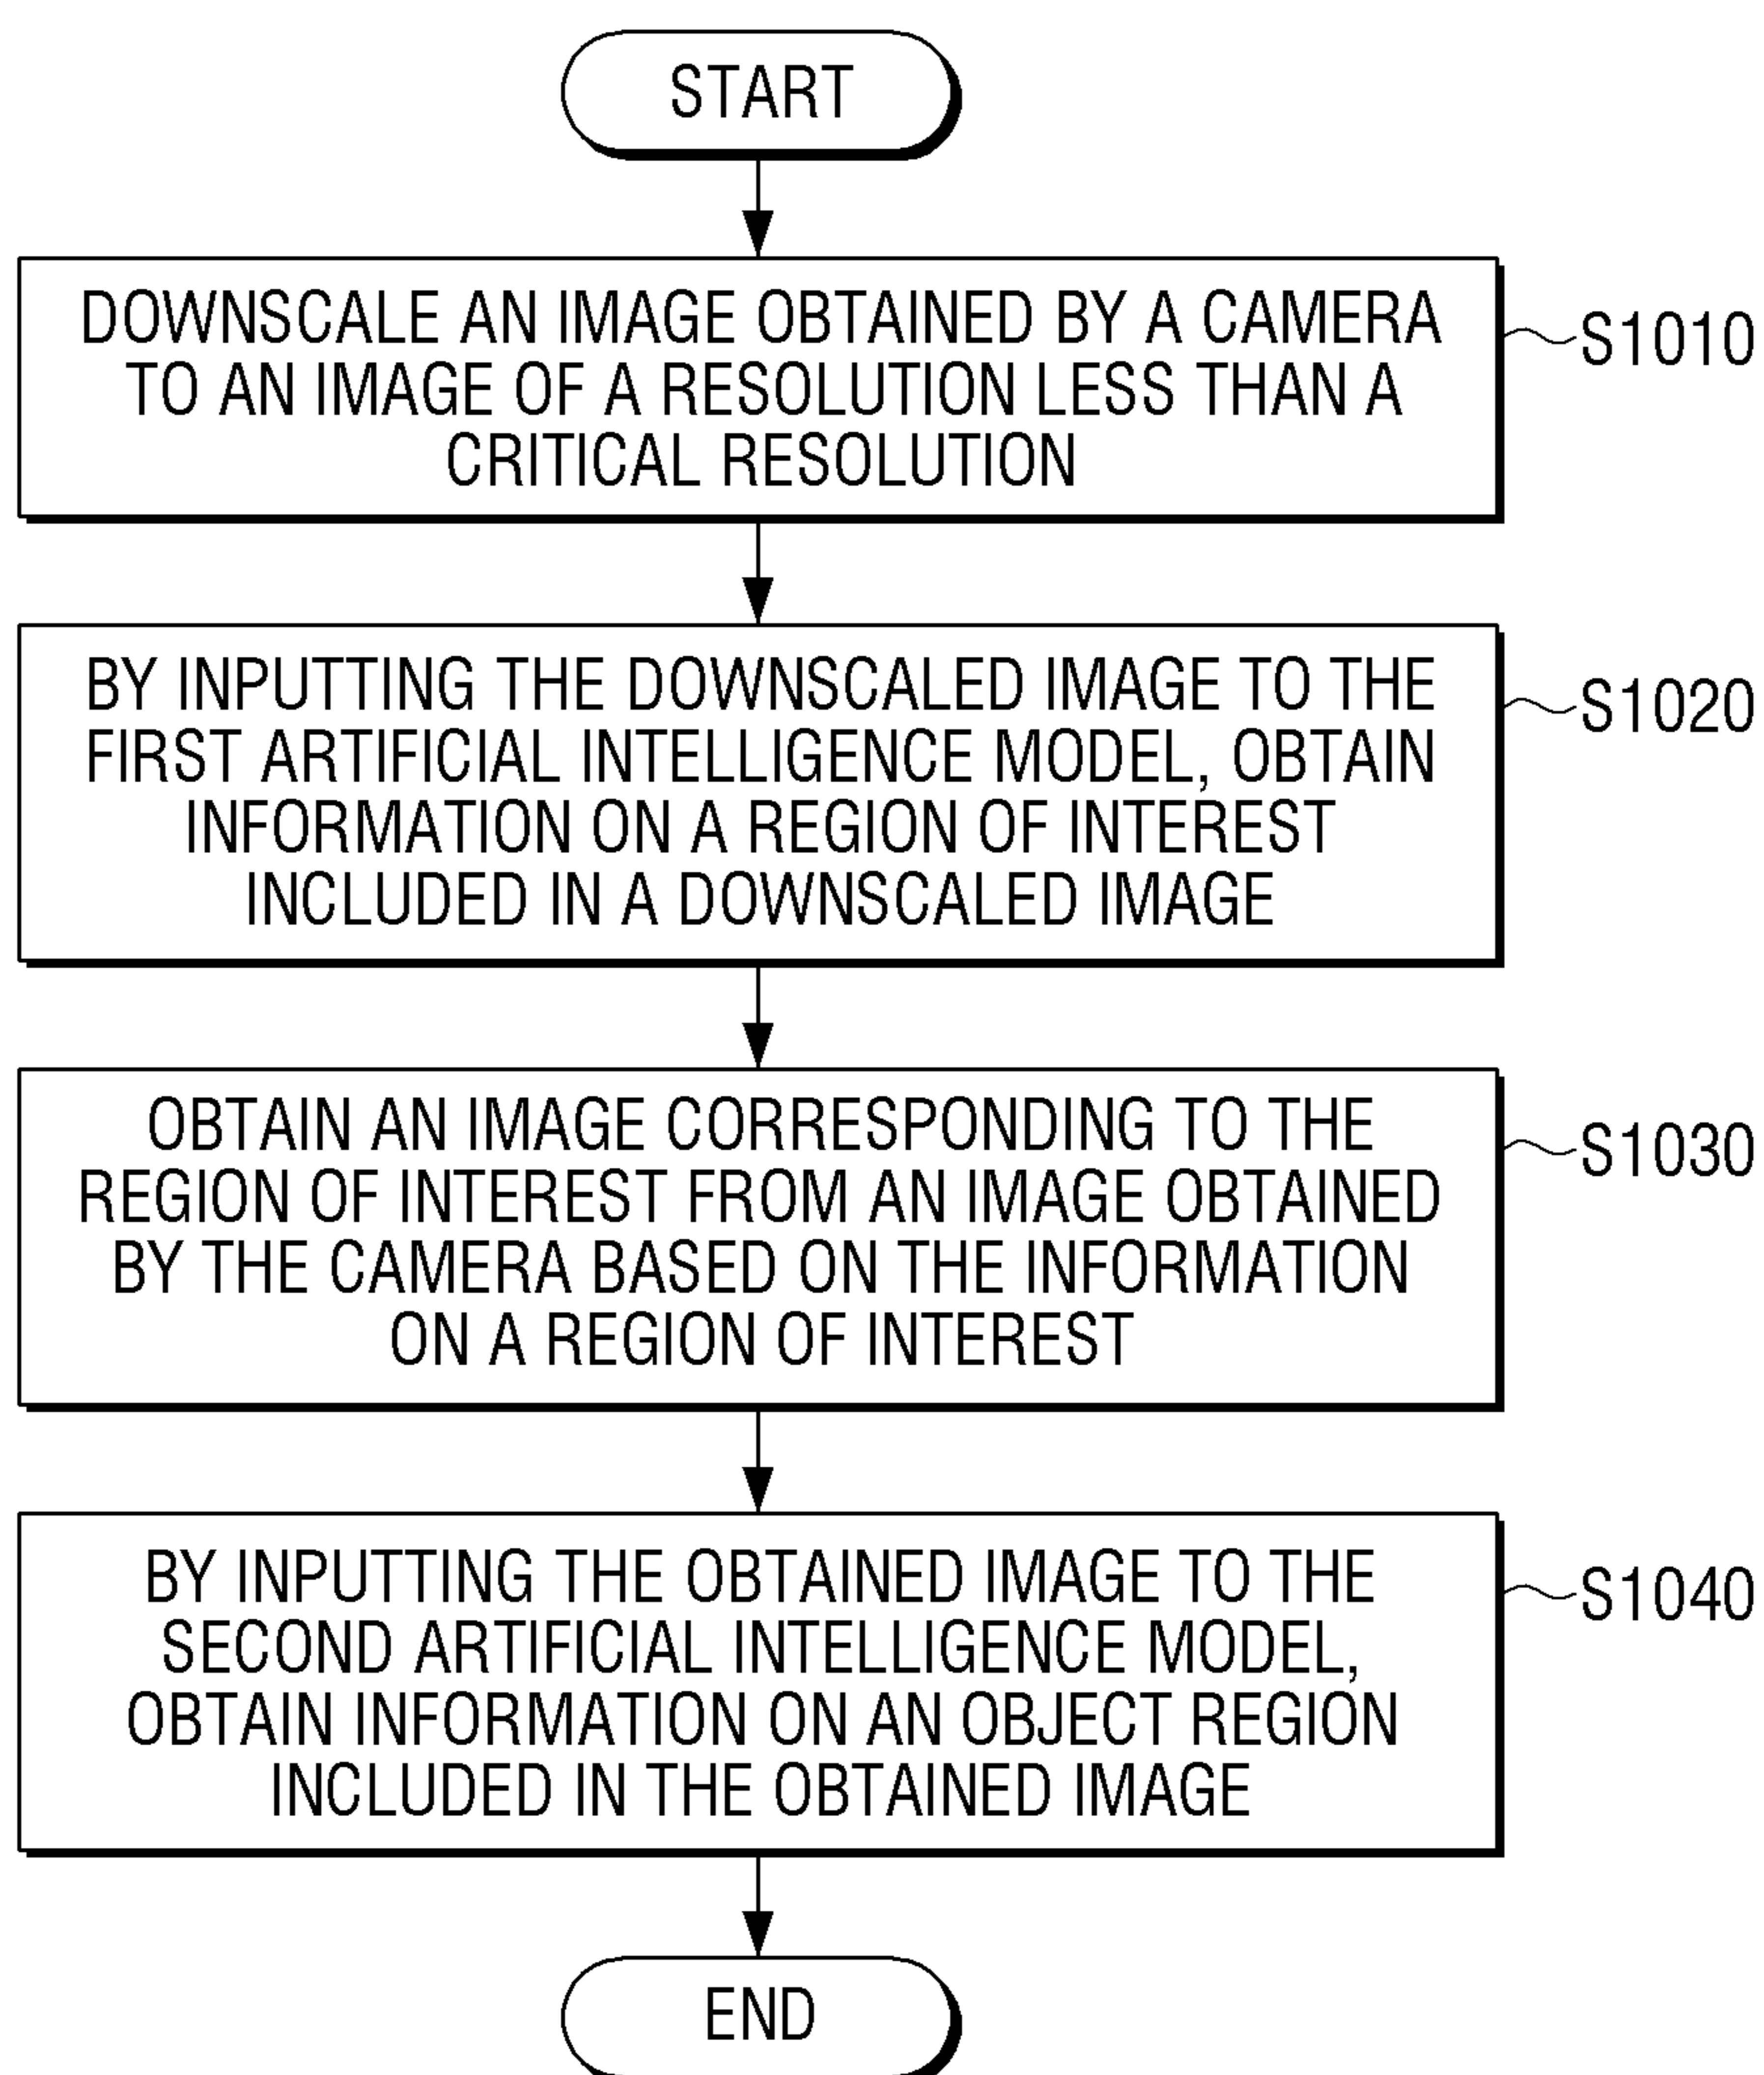 START
DOWNSCALE AN IMAGE OBTAINED BY A CAMERA
TO AN IMAGE OF A RESOLUTION LESS THAN A
CRITICAL RESOLUTION
S1010
BY INPUTTING THE DOWNSCALED IMAGE TO THE
FIRST ARTIFICIAL INTELLIGENCE MODEL, OBTAIN
INFORMATION ON A REGION OF INTEREST
INCLUDED IN A DOWNSCALED IMAGE
S1020
OBTAIN AN IMAGE CORRESPONDING TO THE
REGION OF INTEREST FROM AN IMAGE OBTAINED
BY THE CAMERA BASED ON THE INFORMATION
ON A REGION OF INTEREST
S1030
BY INPUTTING THE OBTAINED IMAGE TO THE
SECOND ARTIFICIAL INTELLIGENCE MODEL,
OBTAIN INFORMATION ON AN OBJECT REGION
INCLUDED IN THE OBTAINED IMAGE
S1040
END